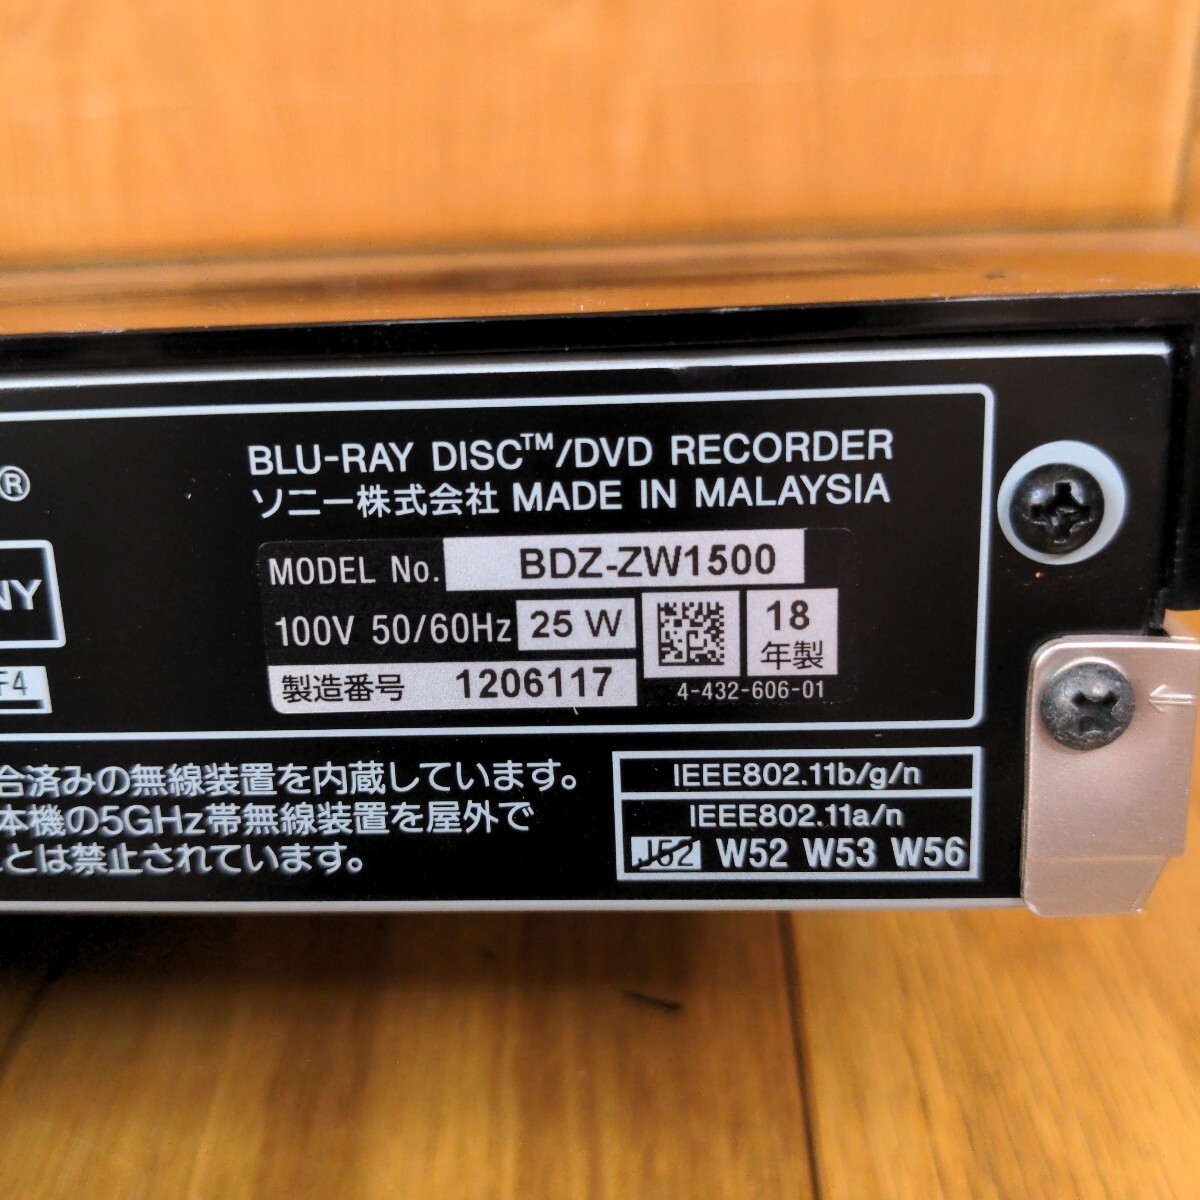 ®
BLU-RAY DISC™/DVD RECORDER
ソニー株式会社 MADE IN MALAYSIA
NY
MODEL No. BDZ-ZW1500
100V 50/60Hz 25 W
18
年製
F4
製造番号 1206117
4-432-606-01
合済みの無線装置を内蔵しています。
本機の5GHz帯無線装置を屋外で
ことは禁止されています。
IEEE802.11b/g/n
IEEE802.11a/n
J52 W52 W53 W56